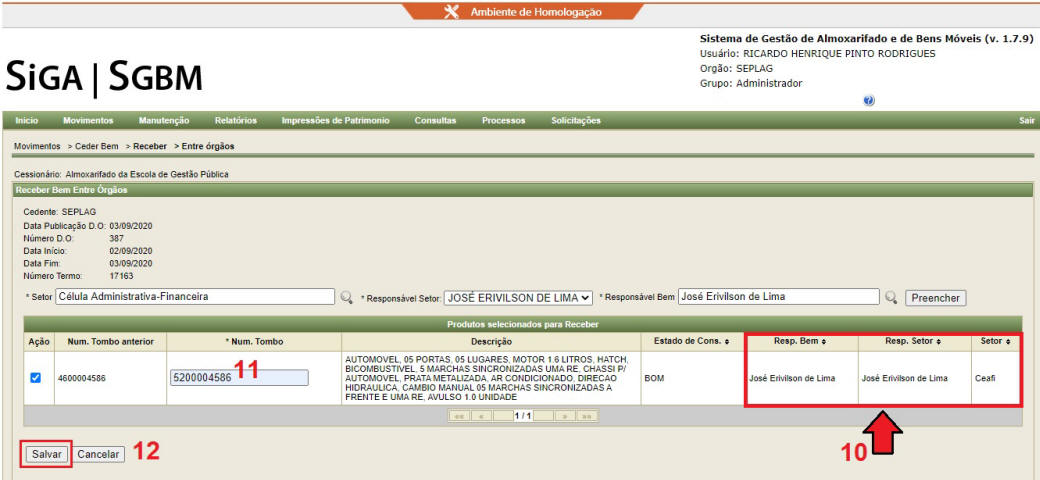 Ambiente de Homologação
Sistema de Gestão de Almoxarifado e de Bens Móveis (v. 1.7.9)
Usuário: RICARDO HENRIQUE PINTO RODRIGUES
Orgão: SEPLAG
Grupo: Administrador
SiGA | SGBM
Início Movimentos Manutenção Relatórios Impressões de Patrimonio Consultas Processos Solicitações Sair
Movimentos > Ceder Bem > Receber > Entre órgãos
Cessionário: Almoxarifado da Escola de Gestão Pública
Receber Bem Entre Órgãos
Cedente: SEPLAG
Data Publicação D.O: 03/09/2020
Número D.O: 387
Data Início: 02/09/2020
Data Fim: 03/09/2020
Número Termo: 17163
* Setor Célula Administrativa-Financeira * Responsável Setor: JOSÉ ERIVILSON DE LIMA * Responsável Bem José Erivilson de Lima Preencher
Produtos selecionados para Receber
Ação Num. Tombo anterior * Num. Tombo Descrição Estado de Cons. Resp. Bem Resp. Setor Setor
4600004586 5200004586 11
AUTOMOVEL, 05 PORTAS, 05 LUGARES, MOTOR 1.6 LITROS, HATCH,
BICOMBUSTIVEL, 5 MARCHAS SINCRONIZADAS UMA RE, CHASSI P/
AUTOMOVEL, PRATA METALIZADA, AR CONDICIONADO, DIRECAO
HIDRAULICA, CAMBIO MANUAL 05 MARCHAS SINCRONIZADAS A
FRENTE E UMA RE, AVULSO 1.0 UNIDADE
BOM José Erivilson de Lima José Erivilson de Lima Ceafi
«« « 1 / 1 » »»
Salvar Cancelar 12
10